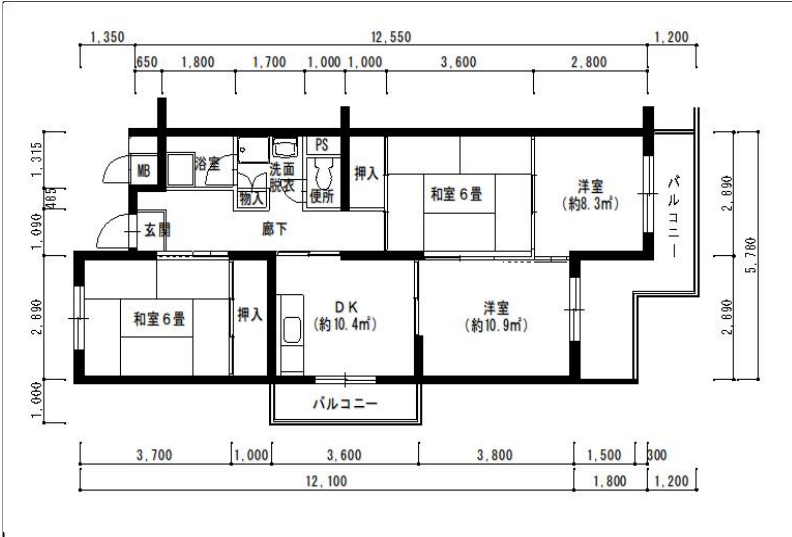 1,350
12,550
1,200
650
1,800
1,700
1,000
1,000
3,600
2,800
1,315
485
1,090
2,890
1,000
MB
浴室
洗面
脱衣
物入
PS
便所
押入
和室6畳
洋室
(約8.3㎡)
バルコニー
玄関
廊下
和室6畳
押入
DK
(約10.4㎡)
洋室
(約10.9㎡)
バルコニー
2,890
2,890
5,780
3,700
1,000
3,600
3,800
1,500
300
12,100
1,800
1,200